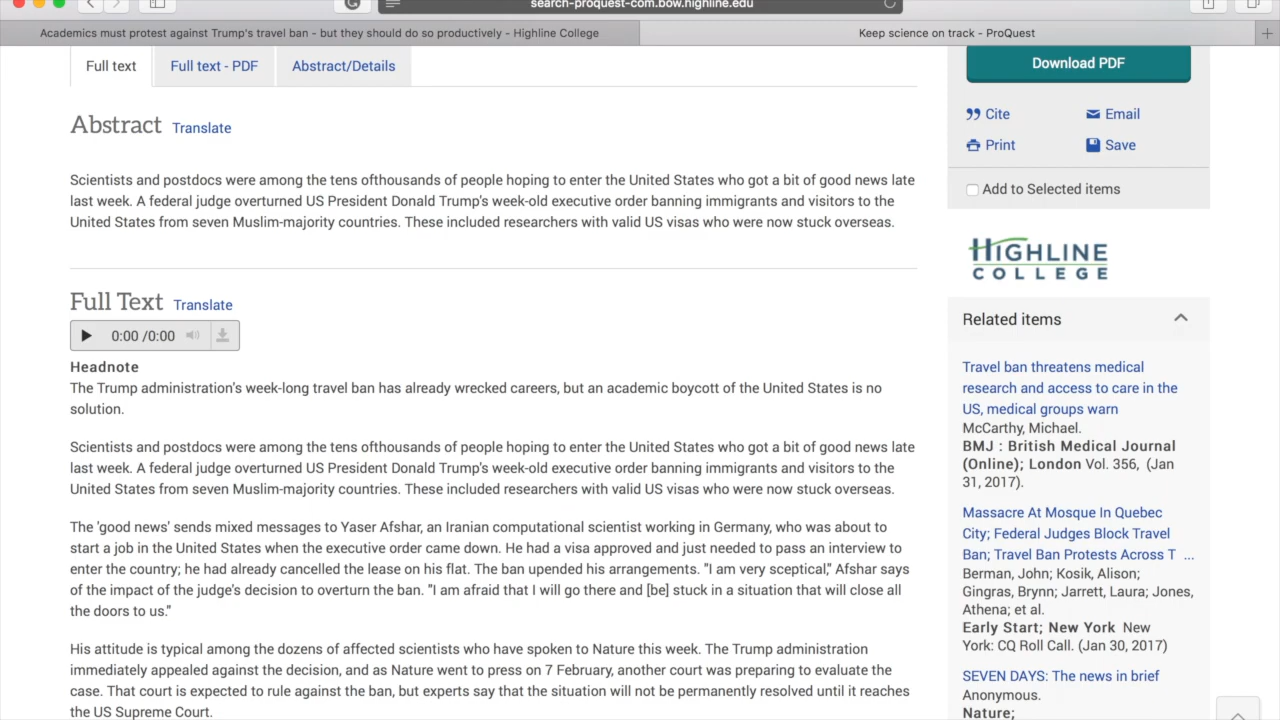 search-proquest-com.bow.highline.edu
Academics must protest against Trump's travel ban - but they should do so productively - Highline College
Keep science on track - ProQuest
Full text
Full text - PDF
Abstract/Details
Abstract Translate
Scientists and postdocs were among the tens ofthousands of people hoping to enter the United States who got a bit of good news late
last week. A federal judge overturned US President Donald Trump's week-old executive order banning immigrants and visitors to the
United States from seven Muslim-majority countries. These included researchers with valid US visas who were now stuck overseas.
Full Text Translate
0:00 /0:00
Headnote
The Trump administration's week-long travel ban has already wrecked careers, but an academic boycott of the United States is no
solution.
Scientists and postdocs were among the tens ofthousands of people hoping to enter the United States who got a bit of good news late
last week. A federal judge overturned US President Donald Trump's week-old executive order banning immigrants and visitors to the
United States from seven Muslim-majority countries. These included researchers with valid US visas who were now stuck overseas.
The 'good news' sends mixed messages to Yaser Afshar, an Iranian computational scientist working in Germany, who was about to
start a job in the United States when the executive order came down. He had a visa approved and just needed to pass an interview to
enter the country; he had already cancelled the lease on his flat. The ban upended his arrangements. "I am very sceptical," Afshar says
of the impact of the judge's decision to overturn the ban. "I am afraid that I will go there and [be] stuck in a situation that will close all
the doors to us."
His attitude is typical among the dozens of affected scientists who have spoken to Nature this week. The Trump administration
immediately appealed against the decision, and as Nature went to press on 7 February, another court was preparing to evaluate the
case. That court is expected to rule against the ban, but experts say that the situation will not be permanently resolved until it reaches
the US Supreme Court.
Download PDF
Cite
Email
Print
Save
Add to Selected items
HIGHLINE
COLLEGE
Related items
Travel ban threatens medical
research and access to care in the
US, medical groups warn
McCarthy, Michael.
BMJ : British Medical Journal
(Online); London Vol. 356, (Jan
31, 2017).
Massacre At Mosque In Quebec
City; Federal Judges Block Travel
Ban; Travel Ban Protests Across T ...
Berman, John; Kosik, Alison;
Gingras, Brynn; Jarrett, Laura; Jones,
Athena; et al.
Early Start; New York New
York: CQ Roll Call. (Jan 30, 2017)
SEVEN DAYS: The news in brief
Anonymous.
Nature;